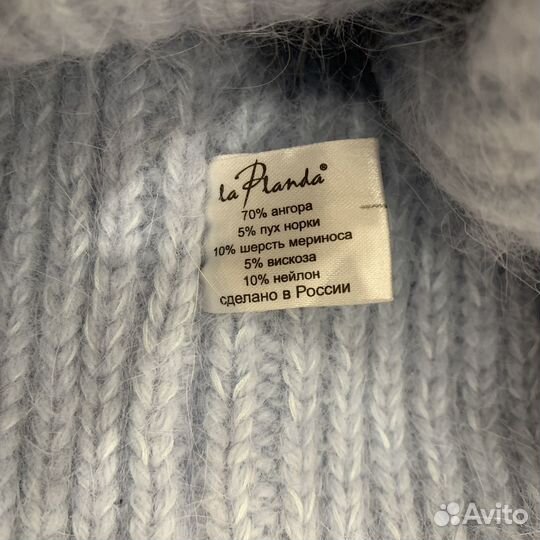 la Planda®
70% ангора
5% пух норки
10% шерсть мериноса
5% вискоза
10% нейлон
сделано в России
Avito